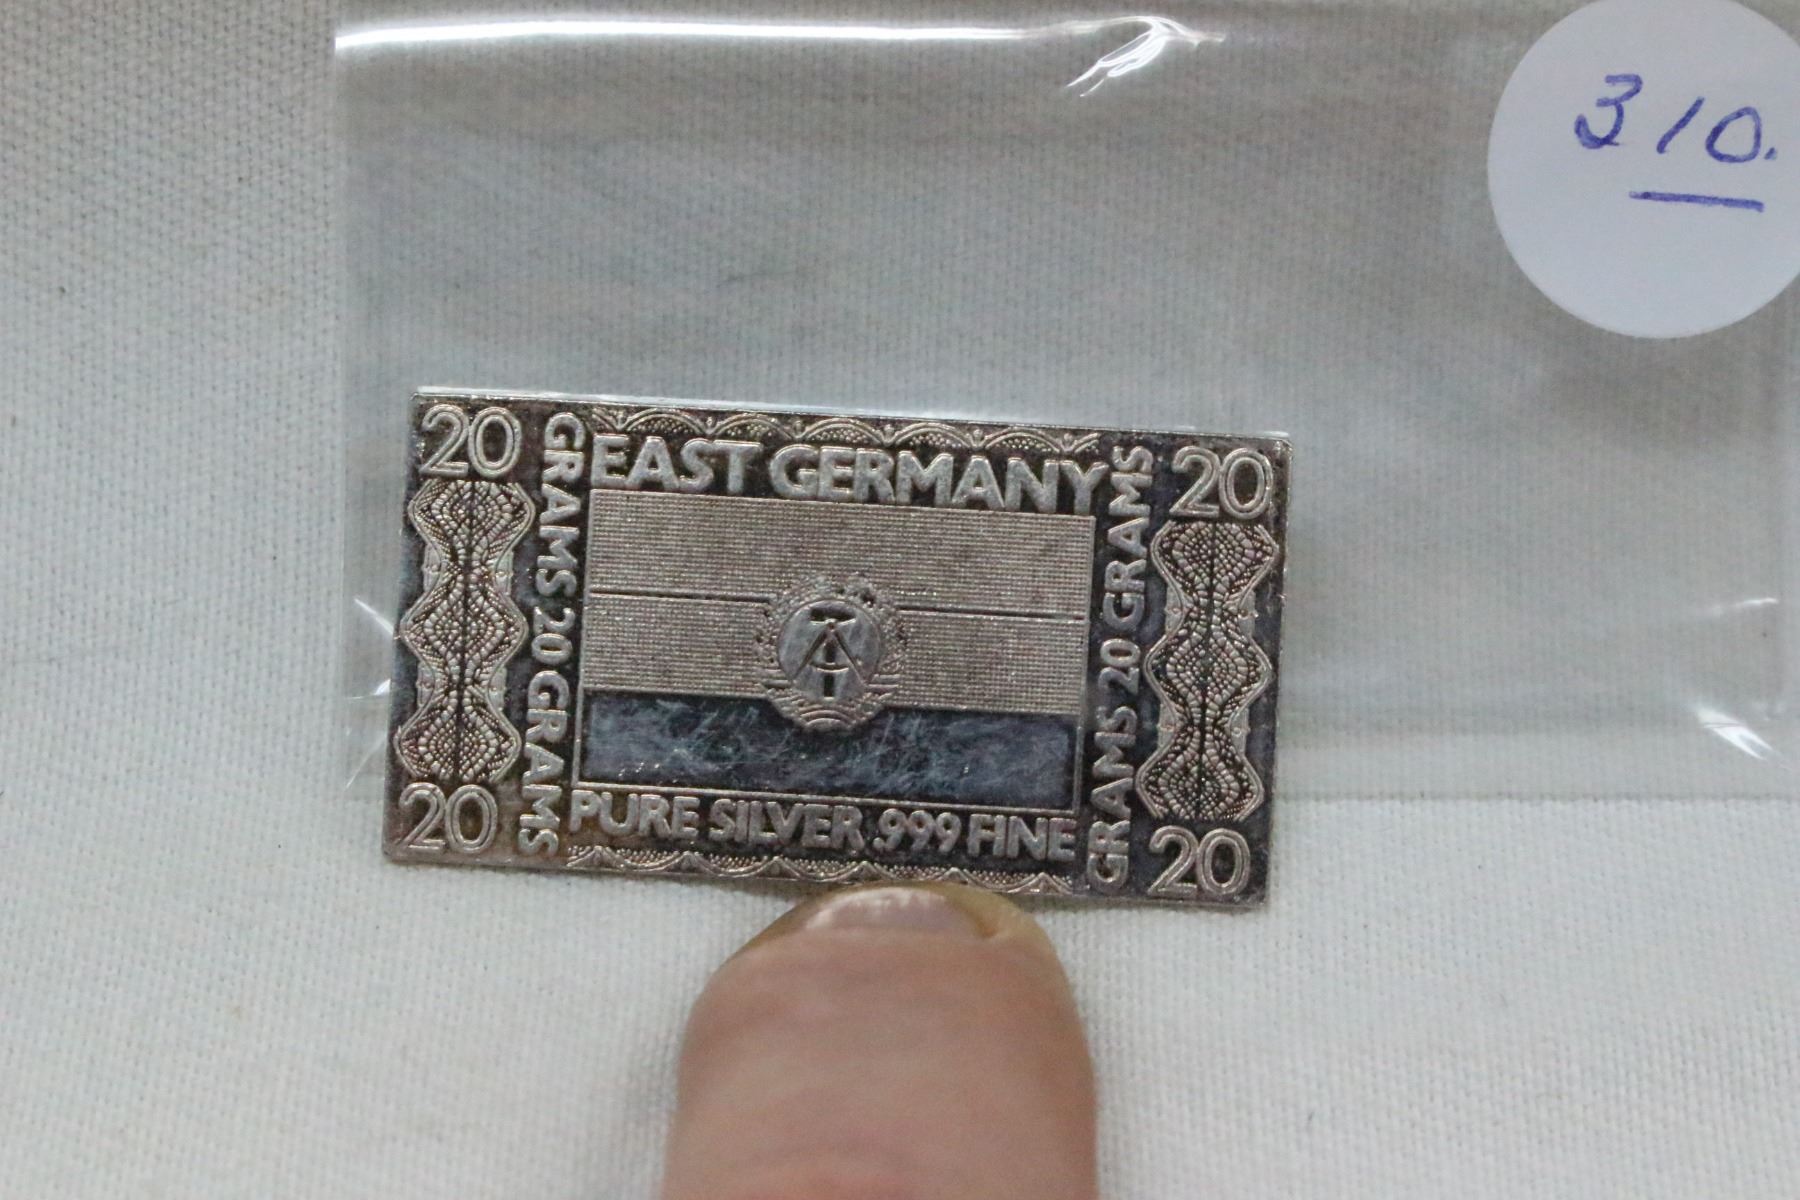 310.
20 20
EAST GERMANY
GRAMS 20 GRAMS
GRAMS 20 GRAMS
PURE SILVER .999 FINE
20 20